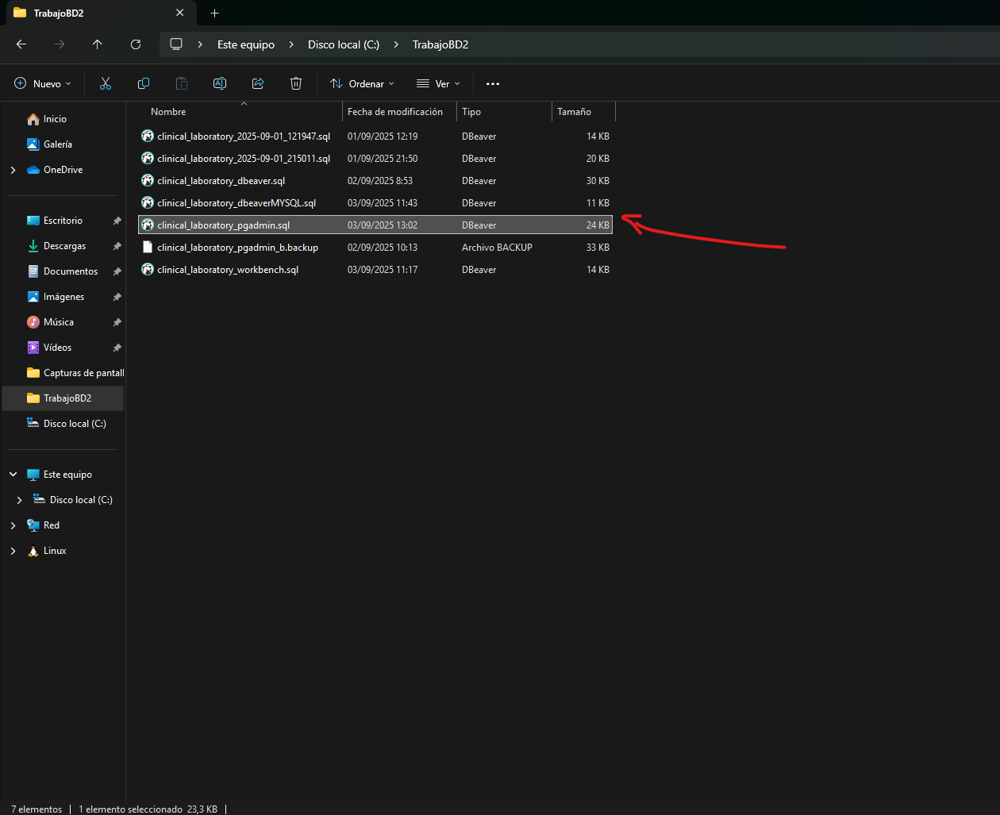 TrabajoBD2
Este equipo > Disco local (C:) > TrabajoBD2
Nuevo Ordenar Ver
Nombre Fecha de modificación Tipo Tamaño
clinical_laboratory_2025-09-01_121947.sql 01/09/2025 12:19 DBeaver 14 KB
clinical_laboratory_2025-09-01_215011.sql 01/09/2025 21:50 DBeaver 20 KB
clinical_laboratory_dbeaver.sql 02/09/2025 8:53 DBeaver 30 KB
clinical_laboratory_dbeaverMYSQL.sql 03/09/2025 11:43 DBeaver 11 KB
clinical_laboratory_pgadmin.sql 03/09/2025 13:02 DBeaver 24 KB
clinical_laboratory_pgadmin_b.backup 02/09/2025 10:13 Archivo BACKUP 33 KB
clinical_laboratory_workbench.sql 03/09/2025 11:17 DBeaver 14 KB
Inicio
Galería
OneDrive
Escritorio
Descargas
Documentos
Imágenes
Música
Vídeos
Capturas de pantall
TrabajoBD2
Disco local (C:)
Este equipo
Disco local (C:)
Red
Linux
7 elementos | 1 elemento seleccionado 23,3 KB |